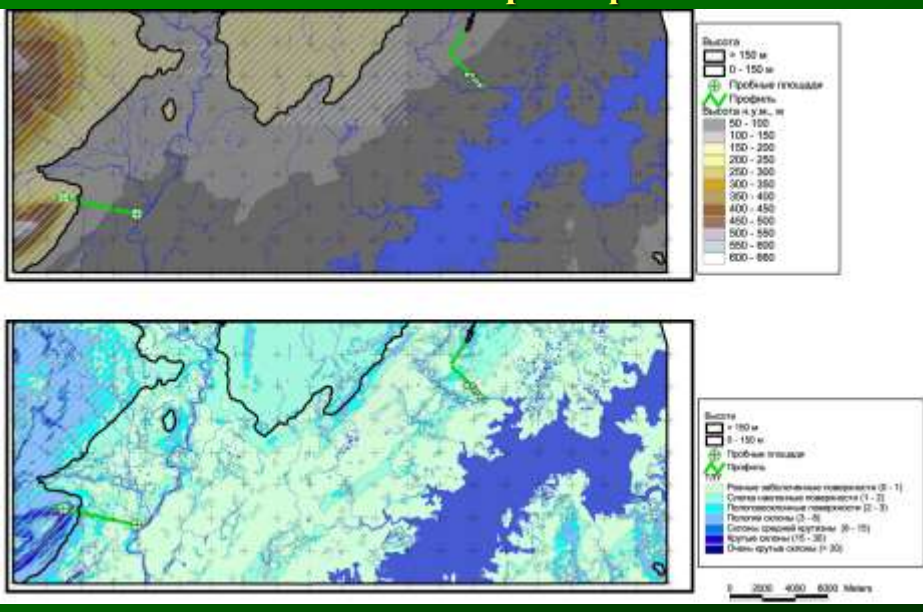 Высота
> 150 м
0 - 150 м
Пробные площади
Профиль
Высота н.у.м., м
50 - 100
100 - 150
150 - 200
200 - 250
250 - 300
300 - 350
350 - 400
400 - 450
450 - 500
500 - 550
550 - 600
600 - 660
Высота
> 150 м
0 - 150 м
Пробные площади
Профиль
Ровные заболоченные поверхности (0 - 1)
Слегка наклонные поверхности (1 - 2)
Пологонаклонные поверхности (2 - 3)
Пологие склоны (3 - 8)
Склоны средней крутизны (8 - 15)
Крутые склоны (15 - 30)
Очень крутые склоны (> 30)
0 2000 4000 6000 Meters